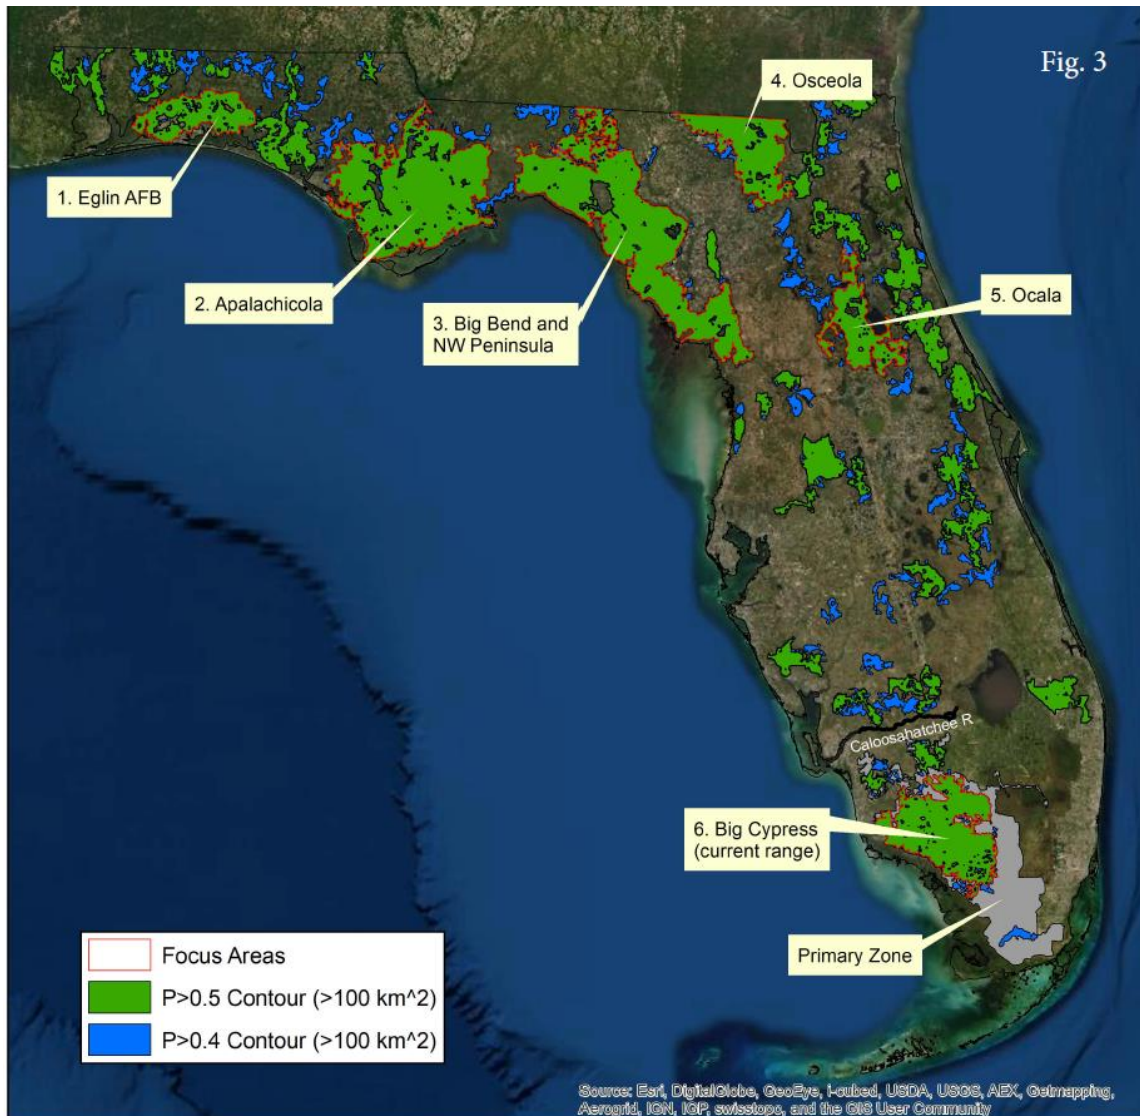 Fig. 3
4. Osceola
1. Eglin AFB
2. Apalachicola
3. Big Bend and
NW Peninsula
5. Ocala
Caloosahatchee R
6. Big Cypress
(current range)
Primary Zone
Focus Areas
P>0.5 Contour (>100 km^2)
P>0.4 Contour (>100 km^2)
Source: Esri, DigitalGlobe, GeoEye, i-cubed, USDA, USGS, AEX, Getmapping,
Aerogrid, IGN, IGP, swisstopo, and the GIS User Community